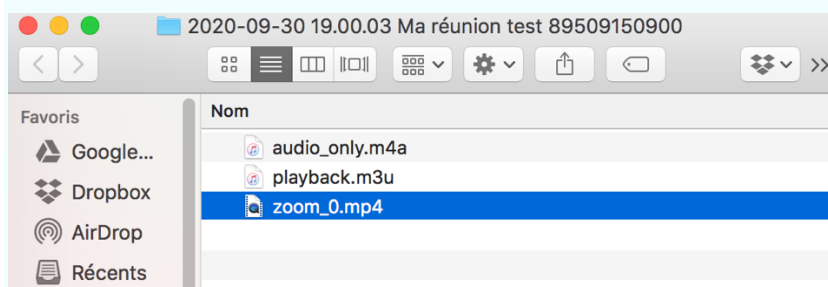 2020-09-30 19.00.03 Ma réunion test 89509150900
Favoris
Google...
Dropbox
AirDrop
Récents
Nom
audio_only.m4a
playback.m3u
zoom_0.mp4